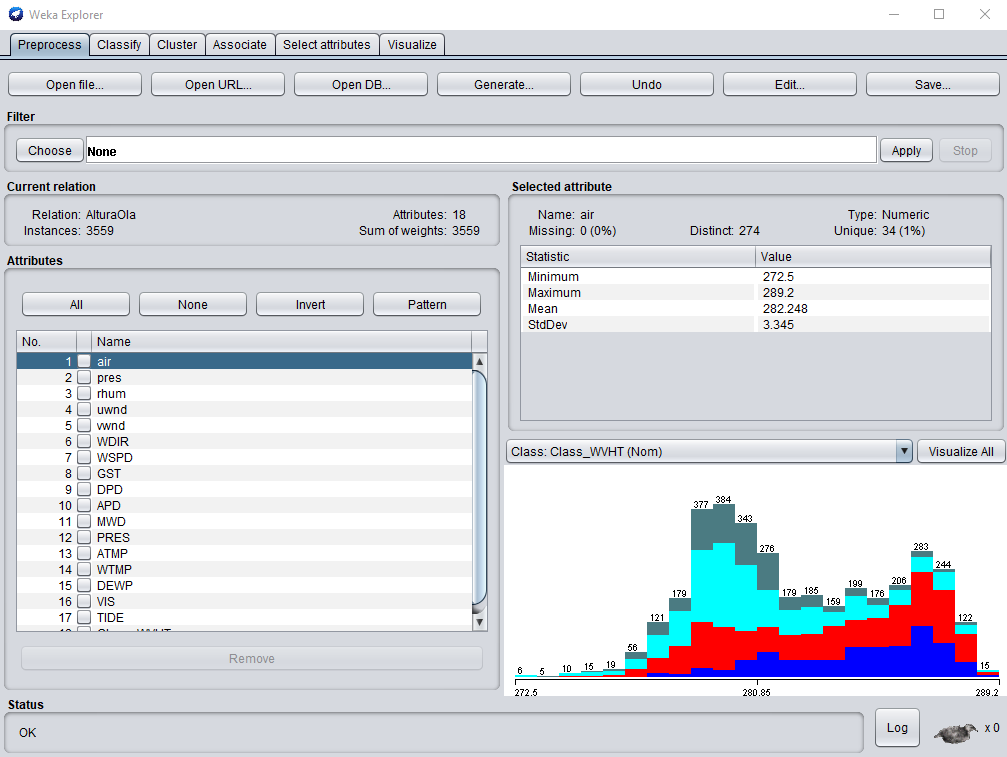 Weka Explorer
Preprocess Classify Cluster Associate Select attributes Visualize
Open file... Open URL... Open DB... Generate... Undo Edit... Save...
Filter
Choose None Apply Stop
Current relation
Relation: AlturaOla Attributes: 18
Instances: 3559 Sum of weights: 3559
Attributes
All None Invert Pattern
No. Name
1 air
2 pres
3 rhum
4 uwnd
5 vwnd
6 WDIR
7 WSPD
8 GST
9 DPD
10 APD
11 MWD
12 PRES
13 ATMP
14 WTMP
15 DEWP
16 VIS
17 TIDE
Remove
Selected attribute
Name: air Type: Numeric
Missing: 0 (0%) Distinct: 274 Unique: 34 (1%)
Statistic Value
Minimum 272.5
Maximum 289.2
Mean 282.248
StdDev 3.345
Class: Class_WVHT (Nom) Visualize All
6 5 10 15 19 56 121 179 377 384 343 276 179 185 159 199 176 206 283 244 122 15
272.5 280.85 289.2
Status
OK Log x 0